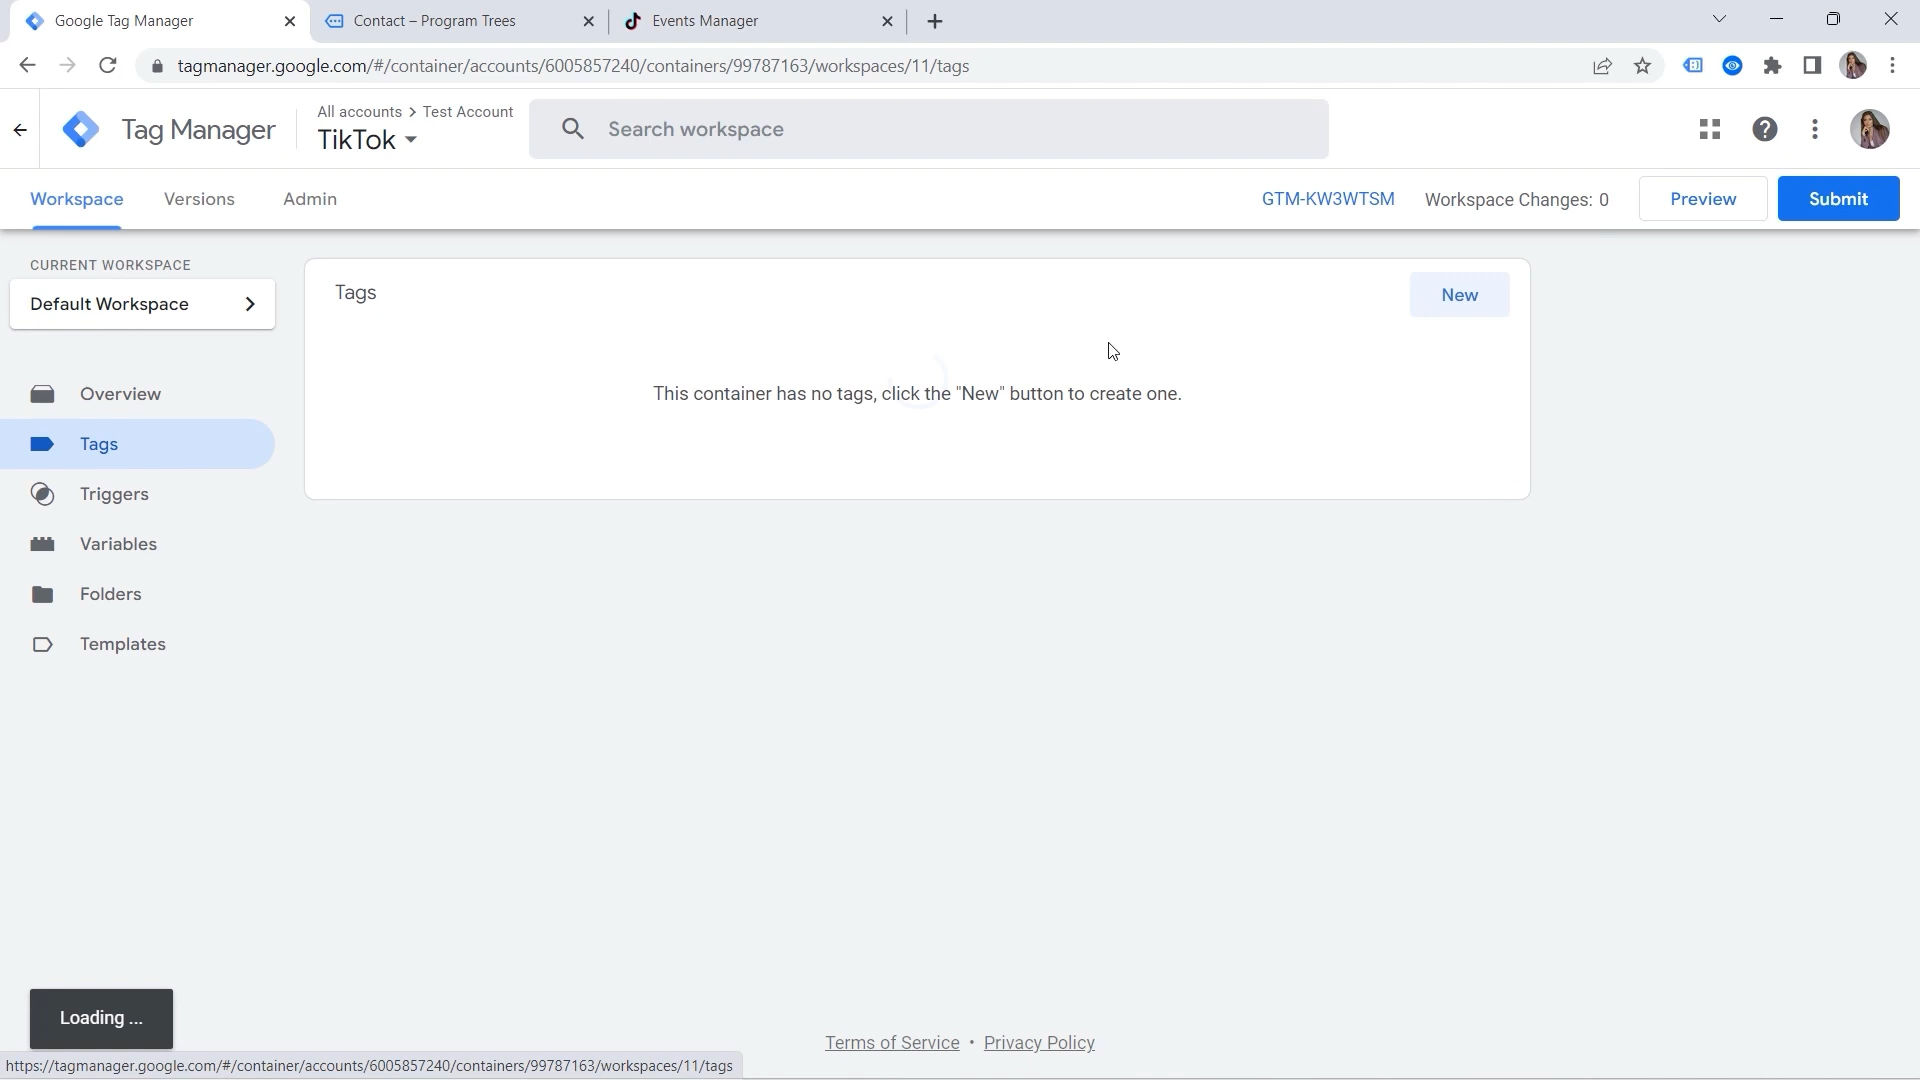 Google Tag Manager
Contact – Program Trees
Events Manager
tagmanager.google.com/#/container/accounts/6005857240/containers/99787163/workspaces/11/tags
Tag Manager
All accounts > Test Account
TikTok
Search workspace
Workspace
Versions
Admin
GTM-KW3WTSM
Workspace Changes: 0
Preview
Submit
CURRENT WORKSPACE
Default Workspace
Overview
Tags
Triggers
Variables
Folders
Templates
Tags
New
This container has no tags, click the "New" button to create one.
Loading ...
Terms of Service • Privacy Policy
https://tagmanager.google.com/#/container/accounts/6005857240/containers/99787163/workspaces/11/tags